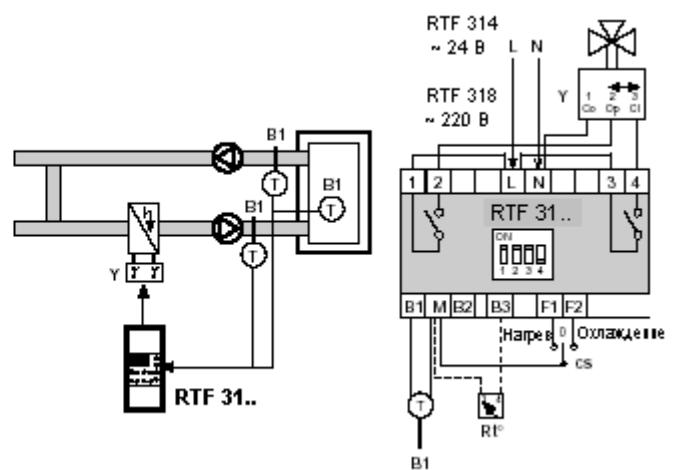 B1
B1
B1
T
T
T
Y
RTF 31..
RTF 314
~ 24 В
L N
RTF 318
~ 220 В
Y
1 2 3
Co Op Cl
1 2 L N 3 4
RTF 31..
ON
1 2 3 4
B1 M B2 B3 F1 F2
Нагрев 0 Охлаждение
cs
T
Rt°
B1